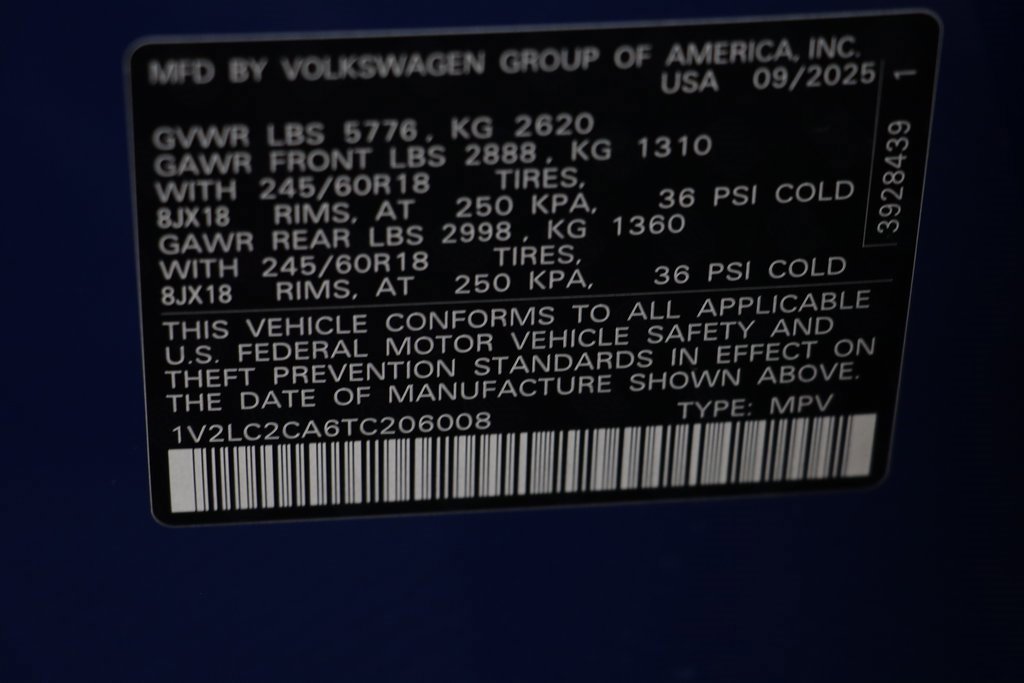 MFD BY VOLKSWAGEN GROUP OF AMERICA, INC.
USA 09/2025
GVWR LBS 5776, KG 2620
GAWR FRONT LBS 2888, KG 1310
WITH 245/60R18 TIRES,
8JX18 RIMS, AT 250 KPA, 36 PSI COLD
GAWR REAR LBS 2998, KG 1360
WITH 245/60R18 TIRES,
8JX18 RIMS, AT 250 KPA, 36 PSI COLD
THIS VEHICLE CONFORMS TO ALL APPLICABLE
U.S. FEDERAL MOTOR VEHICLE SAFETY AND
THEFT PREVENTION STANDARDS IN EFFECT ON
THE DATE OF MANUFACTURE SHOWN ABOVE.
1V2LC2CA6TC206008 TYPE: MPV
3928439 1